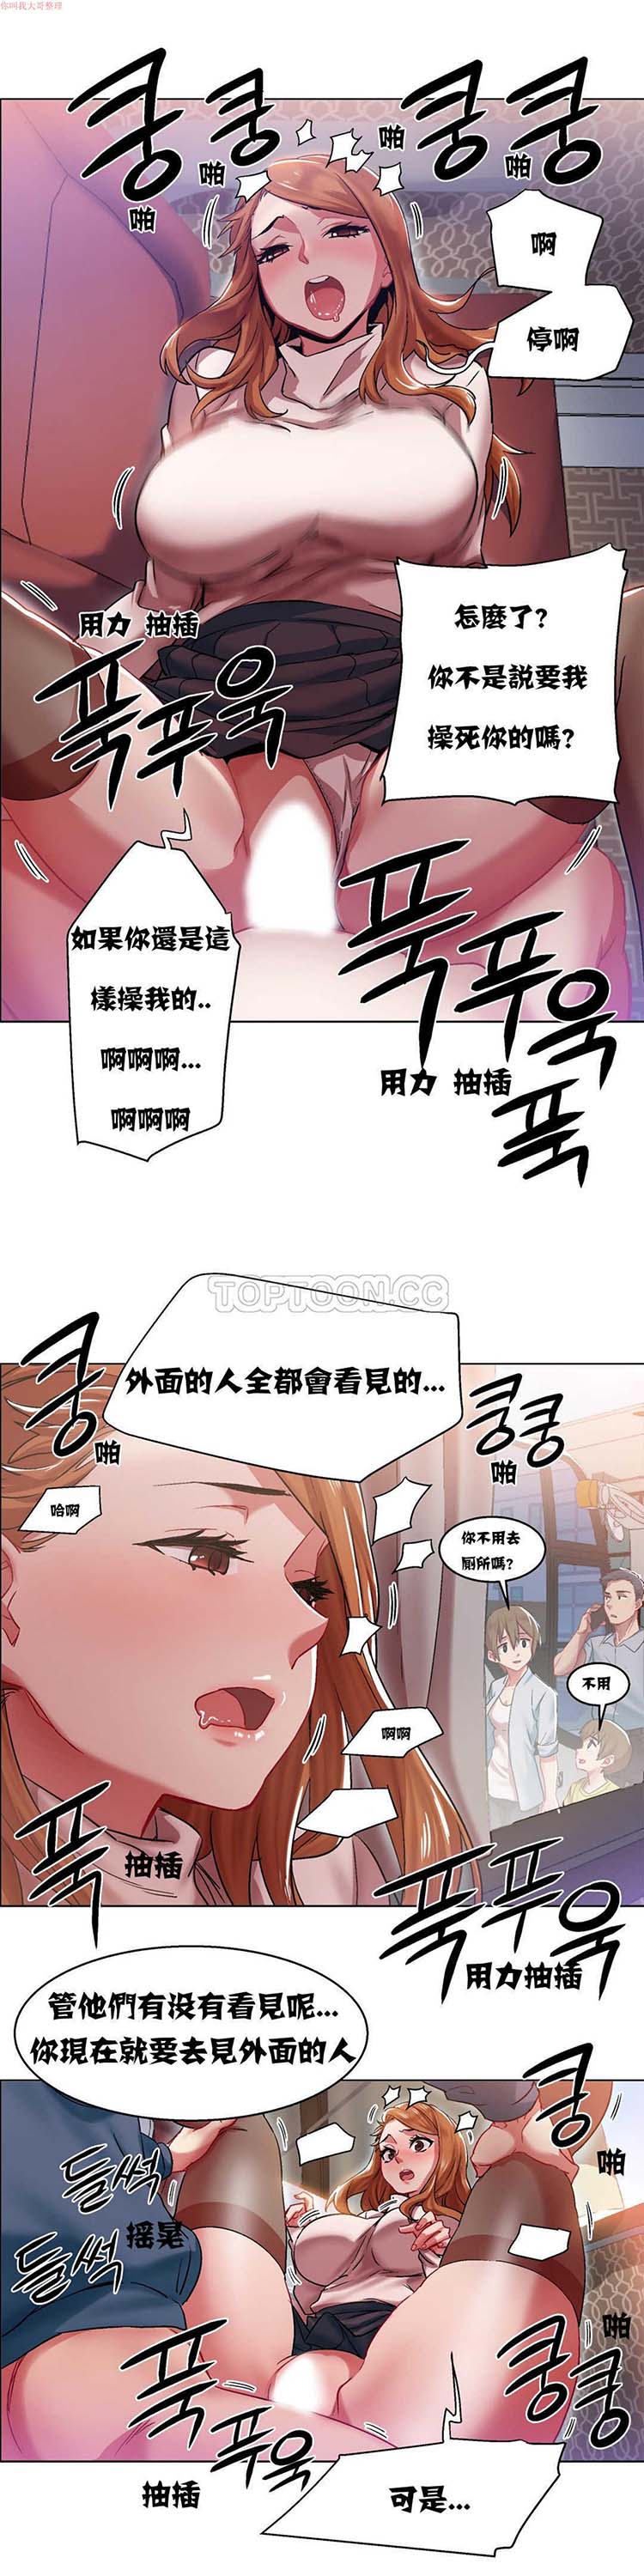 你叫我大哥整理
쿵 쿵 쿵 쿵
啪
啪
啪
啪
啊
停啊
怎麼了?
你不是說要我
操死你的嗎?
用力 抽插
푹 푸욱
如果你還是這
樣操我的..
啊啊啊...
啊啊啊
푹 푸욱
用力 抽插
푹
TOPTOON.CC
外面的人全都會看見的...
쿵
啪
쿵쿵
啪
哈啊
你不用去
廁所嗎?
不用
啊啊
啊啊
푹
抽插
푹 푸욱
用力抽插
管他們有没有看見呢...
你現在就要去見外面的人
쿵
啪
들썩
搖晃
들썩
啪
푹
푸욱
쿵쿵
抽插
可是...